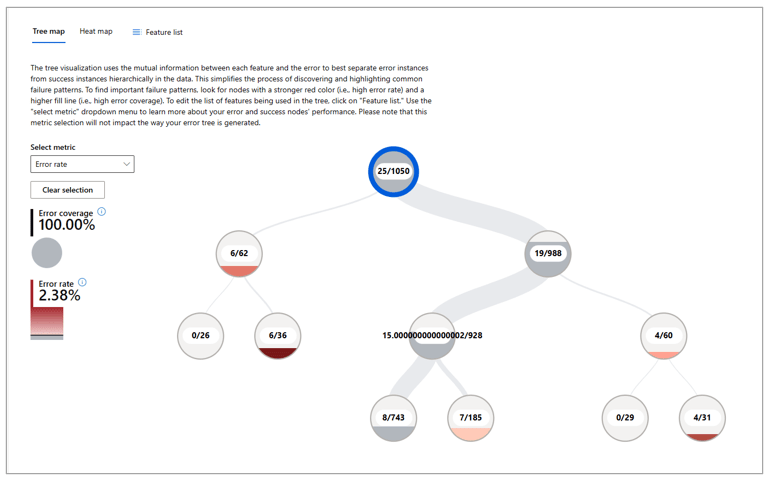 Tree map
Heat map
Feature list
The tree visualization uses the mutual information between each feature and the error to best separate error instances
from success instances hierarchically in the data. This simplifies the process of discovering and highlighting common
failure patterns. To find important failure patterns, look for nodes with a stronger red color (i.e., high error rate) and a
higher fill line (i.e., high error coverage). To edit the list of features being used in the tree, click on "Feature list." Use the
"select metric" dropdown menu to learn more about your error and success nodes' performance. Please note that this
metric selection will not impact the way your error tree is generated.
Select metric
Error rate
Clear selection
Error coverage
100.00%
Error rate
2.38%
25/1050
6/62
19/988
0/26
6/36
15.000000000000002/928
4/60
8/743
7/185
0/29
4/31